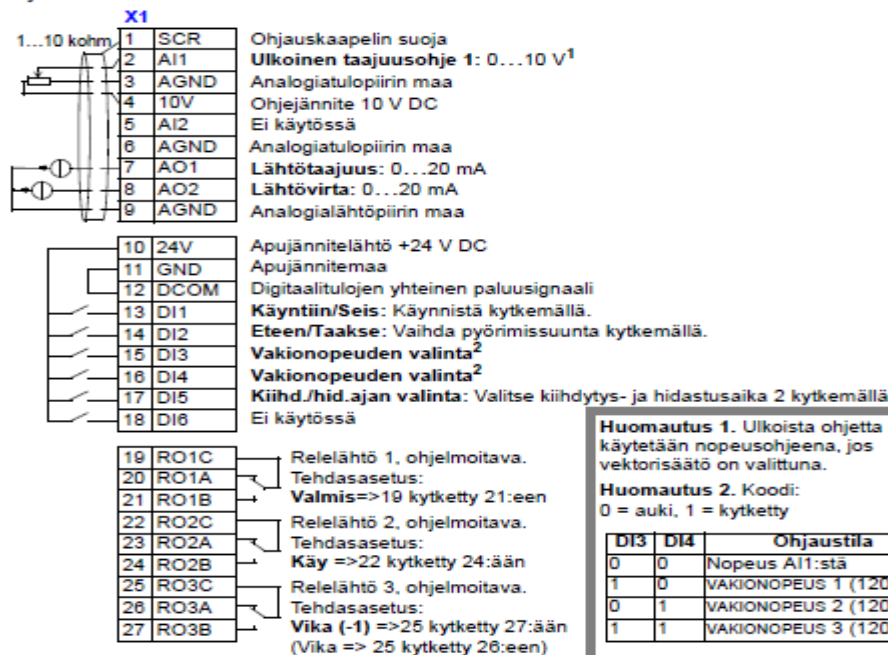 X1
1...10 kohm
1 SCR Ohjauskaapelin suoja
2 AI1 Ulkoinen taajuusohje 1: 0...10 V1
3 AGND Analogiatulopiirin maa
4 10V Ohjejännite 10 V DC
5 AI2 Ei käytössä
6 AGND Analogiatulopiirin maa
7 AO1 Lähtötaajuus: 0...20 mA
8 AO2 Lähtövirta: 0...20 mA
9 AGND Analogialähtöpiirin maa
10 24V Apujännitelähtö +24 V DC
11 GND Apujännitemaa
12 DCOM Digitaalitulojen yhteinen paluusignaali
13 DI1 Käyntiin/Seis: Käynnistä kytkemällä.
14 DI2 Eteen/Taakse: Vaihda pyörimissuunta kytkemällä.
15 DI3 Vakionopeuden valinta2
16 DI4 Vakionopeuden valinta2
17 DI5 Kiihd./hid.ajan valinta: Valitse kiihdytys- ja hidastusaika 2 kytkemällä
18 DI6 Ei käytössä
19 RO1C Relelähtö 1, ohjelmoitava.
20 RO1A Tehdasasetus:
21 RO1B Valmis=>19 kytketty 21:een
22 RO2C Relelähtö 2, ohjelmoitava.
23 RO2A Tehdasasetus:
24 RO2B Käy =>22 kytketty 24:ään
25 RO3C Relelähtö 3, ohjelmoitava.
26 RO3A Tehdasasetus:
27 RO3B Vika (-1) =>25 kytketty 27:ään
(Vika => 25 kytketty 26:een)
Huomautus 1. Ulkoista ohjetta
käytetään nopeusohjeena, jos
vektorisäätö on valittuna.
Huomautus 2. Koodi:
0 = auki, 1 = kytketty
DI3 DI4 Ohjaustila
0 0 Nopeus AI1:stä
1 0 VAKIONOPEUS 1 (120
0 1 VAKIONOPEUS 2 (120
1 1 VAKIONOPEUS 3 (120